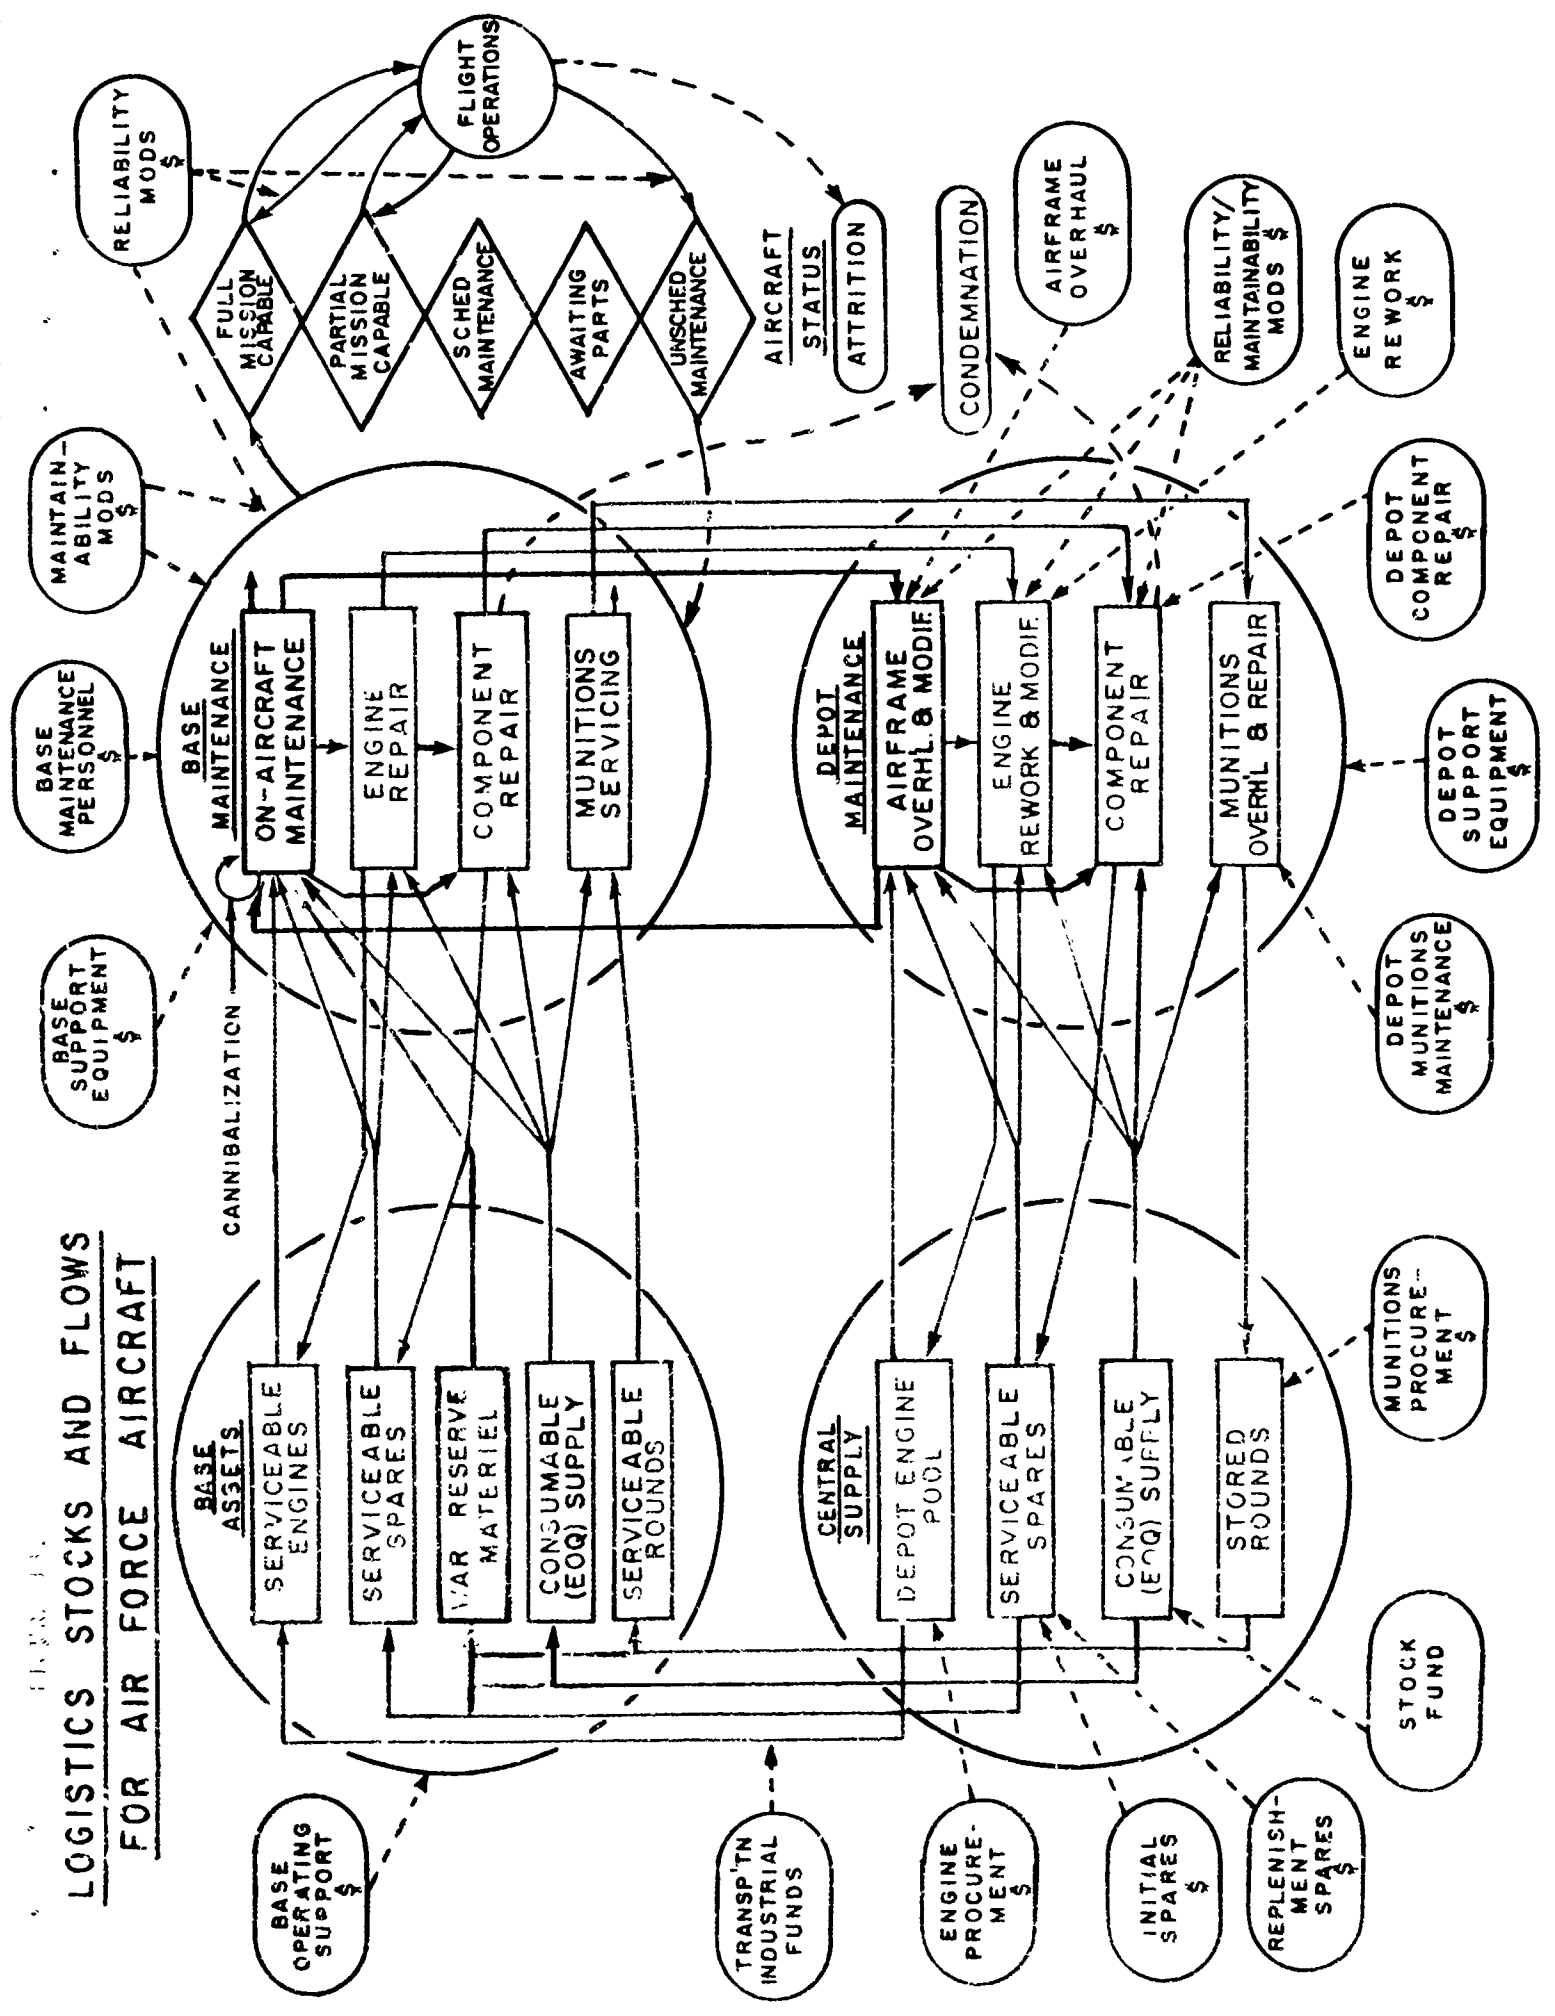 LOGISTICS STOCKS AND FLOWS
FOR AIR FORCE AIRCRAFT
BASE
OPERATING
SUPPORT
$
TRANSP'TN
INDUSTRIAL
FUNDS
ENGINE
PROCURE-
MENT
$
INITIAL
SPARES
$
REPLENISH-
MENT
SPARES
$
STOCK
FUND
MUNITIONS
PROCURE-
MENT
$
BASE
ASSETS
SERVICEABLE
ENGINES
SERVICEABLE
SPARES
RESERVE
MATERIEL
CONSUMABLE
(EOQ) SUPPLY
SERVICEABLE
ROUNDS
CENTRAL
SUPPLY
DEPOT ENGINE
POOL
SERVICEABLE
SPARES
CONSUMABLE
(EOQ) SUPPLY
STORED
ROUNDS
CANNIBALIZATION
BASE
SUPPORT
EQUIPMENT
$
BASE
MAINTENANCE
PERSONNEL
$
MAINTAIN-
ABILITY
MODS
$
RELIABILITY
MODS
$
BASE
MAINTENANCE
ON-AIRCRAFT
MAINTENANCE
ENGINE
REPAIR
COMPONENT
REPAIR
MUNITIONS
SERVICING
DEPOT
MAINTENANCE
AIRFRAME
OVERHL. & MODIF.
ENGINE
REWORK & MODIF.
COMPONENT
REPAIR
MUNITIONS
OVERHL & REPAIR
DEPOT
MUNITIONS
MAINTENANCE
$
DEPOT
SUPPORT
EQUIPMENT
$
DEPOT
COMPONENT
REPAIR
$
FULL
MISSION
CAPABLE
PARTIAL
MISSION
CAPABLE
SCHED
MAINTENANCE
AWAITING
PARTS
UNSCHED
MAINTENANCE
AIRCRAFT
STATUS
FLIGHT
OPERATIONS
ATTRITION
CONDEMNATION
AIRFRAME
OVERHAUL
$
RELIABILITY/
MAINTAINABILITY
MODS $
ENGINE
REWORK
$